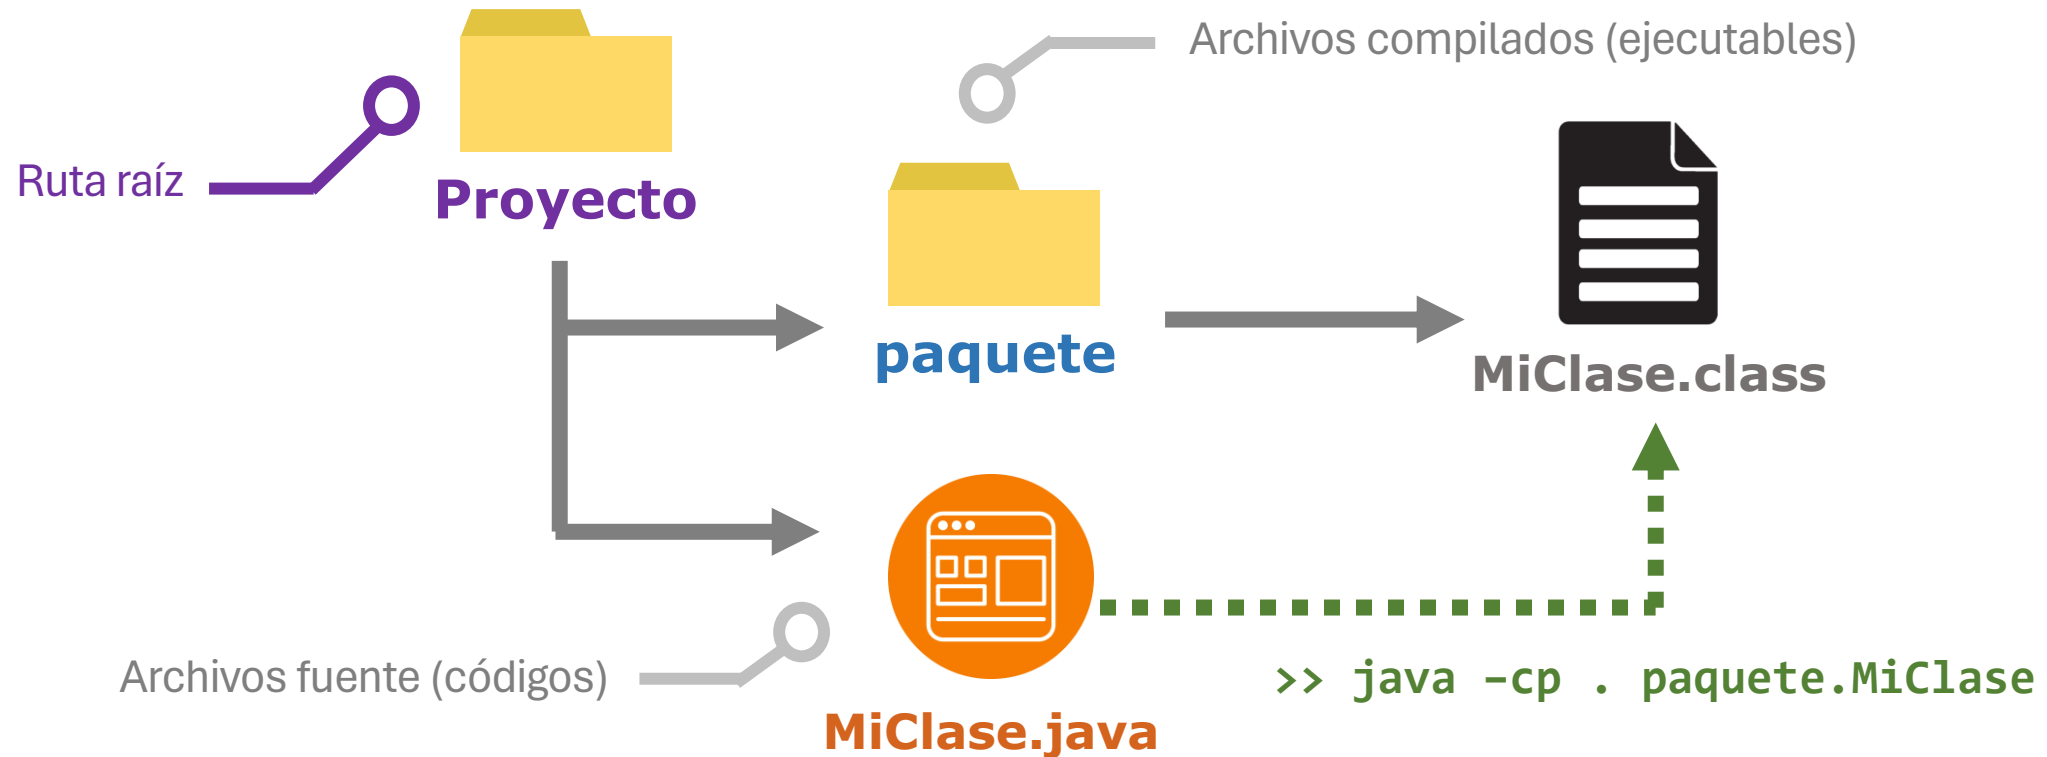 Archivos compilados (ejecutables)
Ruta raíz
Proyecto
paquete
MiClase.class
Archivos fuente (códigos)
>> java –cp . paquete.MiClase
MiClase.java